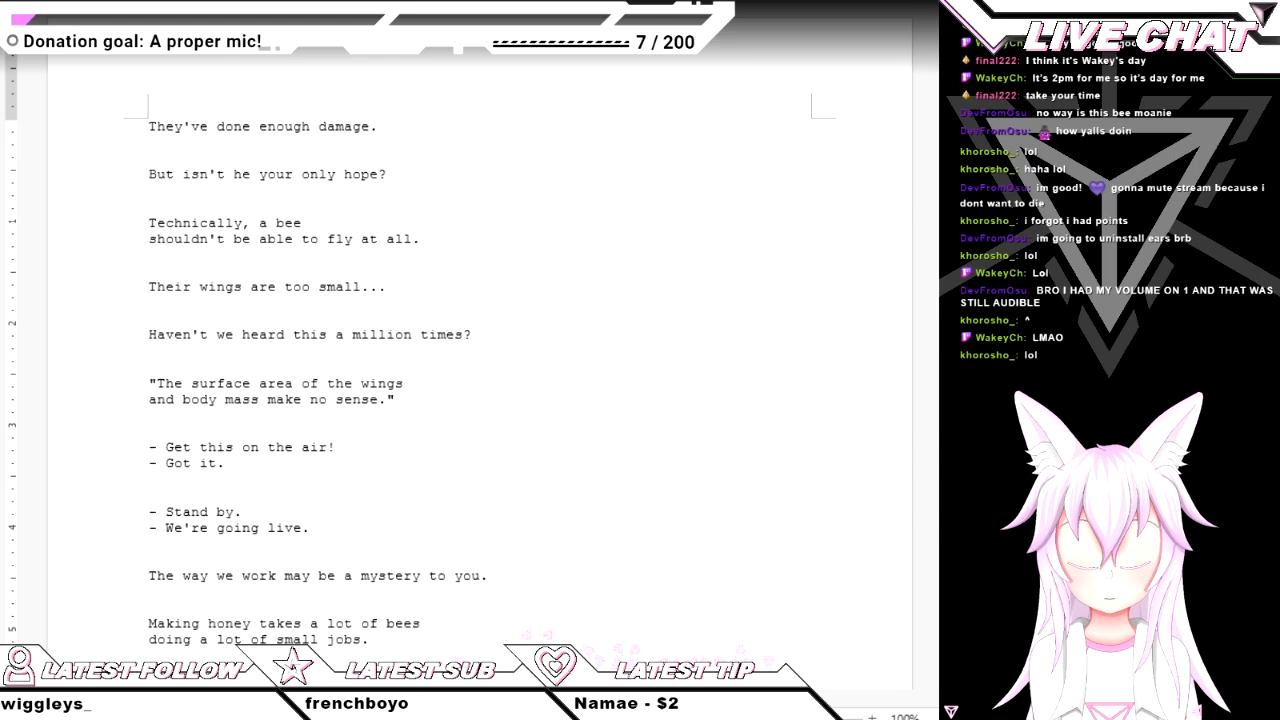 Donation goal: A proper mic!
7 / 200
They've done enough damage.
But isn't he your only hope?
Technically, a bee
shouldn't be able to fly at all.
Their wings are too small...
Haven't we heard this a million times?
"The surface area of the wings
and body mass make no sense."
- Get this on the air!
- Got it.
- Stand by.
- We're going live.
The way we work may be a mystery to you.
Making honey takes a lot of bees
doing a lot of small jobs.
1
2
3
4
5
100%
LATEST FOLLOW
LATEST SUB
LATEST TIP
wiggleys_
frenchboyo
Namae - $2
LIVE CHAT
final222: I think it's Wakey's day
WakeyCh: It's 2pm for me so it's day for me
final222: take your time
DevFromOsu: no way is this bee moanie
DevFromOsu: how yalls doin
khorosho_: lol
khorosho_: haha lol
DevFromOsu: im good! gonna mute stream because i
dont want to die
khorosho_: i forgot i had points
DevFromOsu: im going to uninstall ears brb
khorosho_: lol
WakeyCh: Lol
DevFromOsu: BRO I HAD MY VOLUME ON 1 AND THAT WAS
STILL AUDIBLE
khorosho_: ^
WakeyCh: LMAO
khorosho_: lol